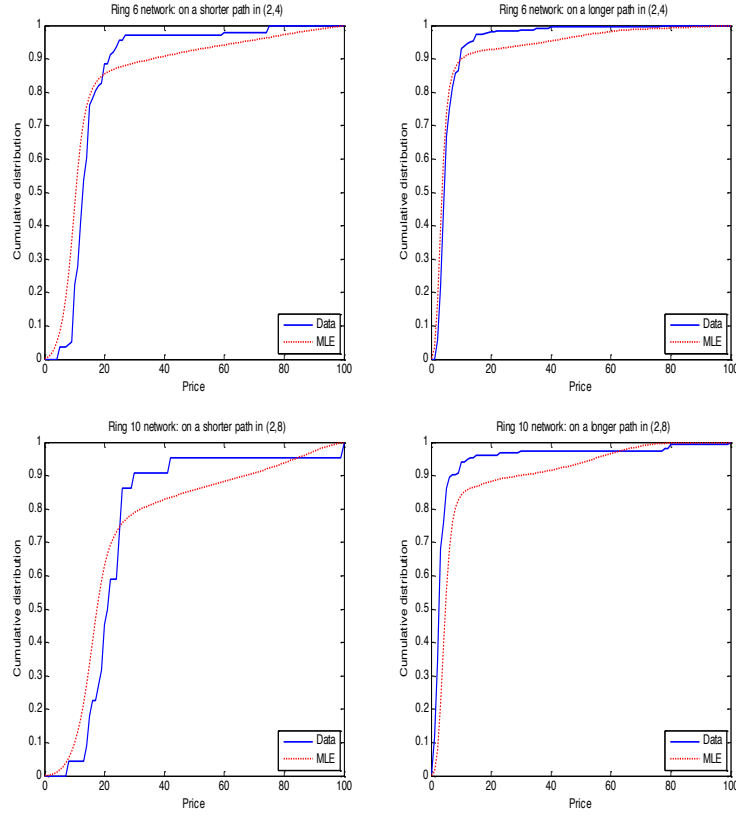 Ring 6 network: on a shorter path in (2,4)
1
0.9
0.8
0.7
0.6
0.5
0.4
0.3
0.2
0.1
0
Cumulative distribution
0 20 40 60 80 100
Price
Data
MLE
Ring 6 network: on a longer path in (2,4)
1
0.9
0.8
0.7
0.6
0.5
0.4
0.3
0.2
0.1
0
Cumulative distribution
0 20 40 60 80 100
Price
Data
MLE
Ring 10 network: on a shorter path in (2,8)
1
0.9
0.8
0.7
0.6
0.5
0.4
0.3
0.2
0.1
0
Cumulative distribution
0 20 40 60 80 100
Price
Data
MLE
Ring 10 network: on a longer path in (2,8)
1
0.9
0.8
0.7
0.6
0.5
0.4
0.3
0.2
0.1
0
Cumulative distribution
0 20 40 60 80 100
Price
Data
MLE